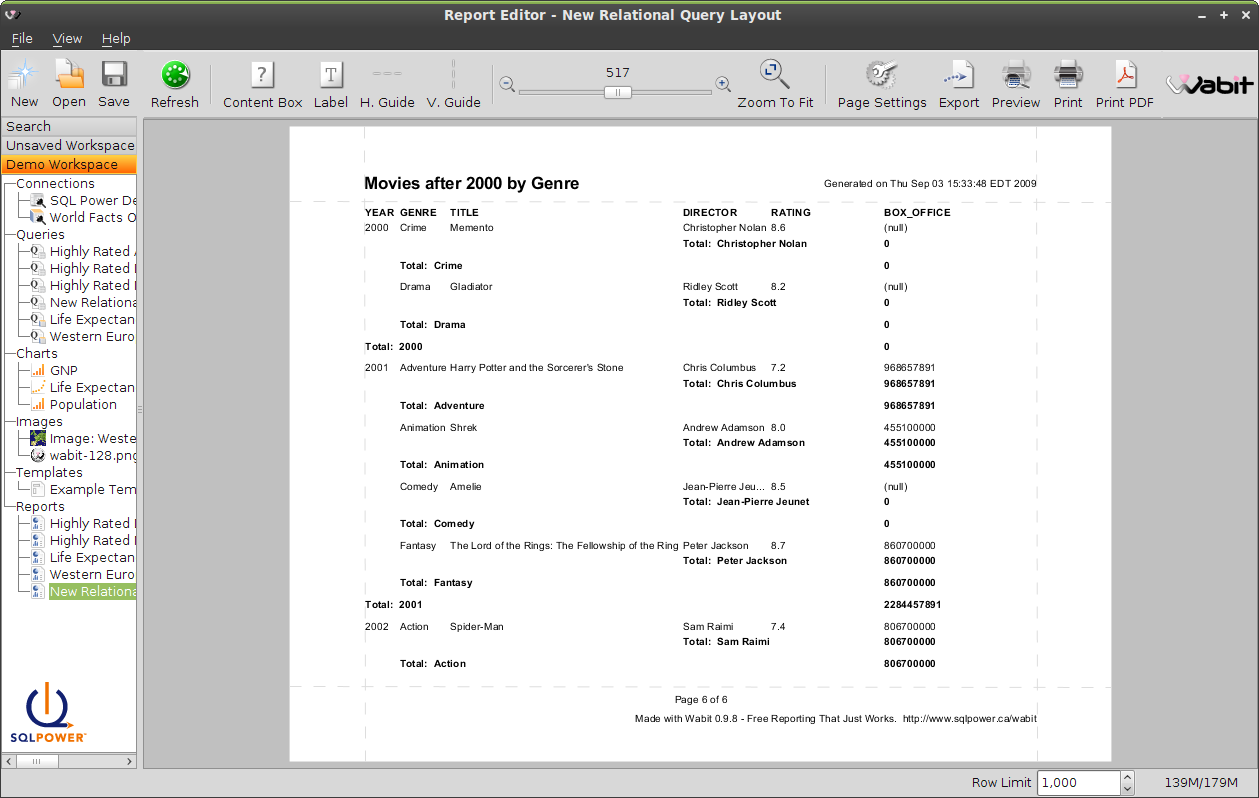 Report Editor - New Relational Query Layout
File View Help
New Open Save Refresh Content Box Label H. Guide V. Guide 517 Zoom To Fit Page Settings Export Preview Print Print PDF Wabit
Search
Unsaved Workspace
Demo Workspace
Connections
SQL Power De
World Facts O
Queries
Highly Rated
Highly Rated
Highly Rated
New Relationa
Life Expectan
Western Euro
Charts
GNP
Life Expectan
Population
Images
Image: Weste
wabit-128.png
Templates
Example Tem
Reports
Highly Rated
Highly Rated
Life Expectan
Western Euro
New Relationa
SQLPOWER
Movies after 2000 by Genre
Generated on Thu Sep 03 15:33:48 EDT 2009
YEAR GENRE TITLE DIRECTOR RATING BOX_OFFICE
2000 Crime Memento Christopher Nolan 8.6 (null)
Total: Christopher Nolan 0
Total: Crime 0
Drama Gladiator Ridley Scott 8.2 (null)
Total: Ridley Scott 0
Total: Drama 0
Total: 2000 0
2001 Adventure Harry Potter and the Sorcerer's Stone Chris Columbus 7.2 968657891
Total: Chris Columbus 968657891
Total: Adventure 968657891
Animation Shrek Andrew Adamson 8.0 455100000
Total: Andrew Adamson 455100000
Total: Animation 455100000
Comedy Amelie Jean-Pierre Jeu... 8.5 (null)
Total: Jean-Pierre Jeunet 0
Total: Comedy 0
Fantasy The Lord of the Rings: The Fellowship of the Ring Peter Jackson 8.7 860700000
Total: Peter Jackson 860700000
Total: Fantasy 860700000
Total: 2001 2284457891
2002 Action Spider-Man Sam Raimi 7.4 806700000
Total: Sam Raimi 806700000
Total: Action 806700000
Page 6 of 6
Made with Wabit 0.9.8 - Free Reporting That Just Works. http://www.sqlpower.ca/wabit
Row Limit 1,000 139M/179M